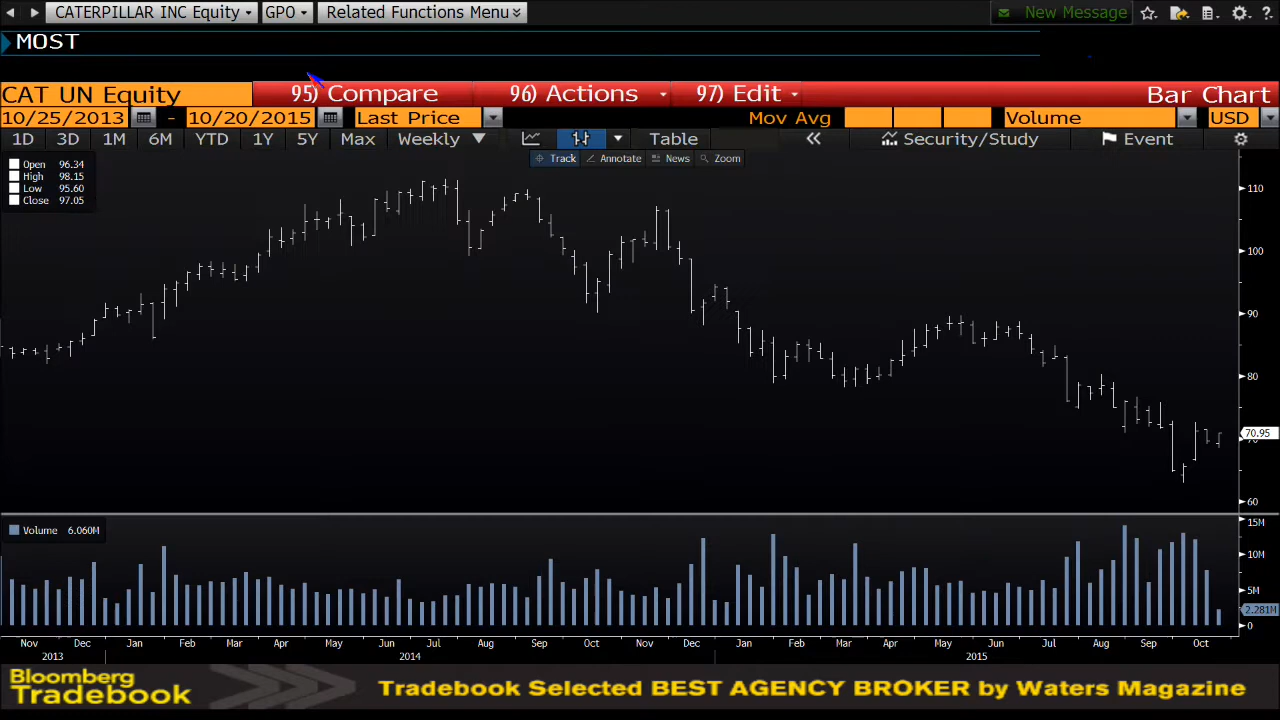 CATERPILLAR INC Equity GPO Related Functions Menu New Message ?
MOST
CAT UN Equity 95) Compare 96) Actions 97) Edit Bar Chart
10/25/2013 - 10/20/2015 Last Price Mov Avg Volume USD
1D 3D 1M 6M YTD 1Y 5Y Max Weekly Table Security/Study Event
Track Annotate News Zoom
Open 96.34
High 98.15
Low 95.60
Close 97.05
110
100
90
80
70.95
60
Volume 6.060M
15M
10M
5M
2.281M
0
Nov Dec Jan Feb Mar Apr May Jun Jul Aug Sep Oct Nov Dec Jan Feb Mar Apr May Jun Jul Aug Sep Oct
2013 2014 2015
Bloomberg
Tradebook
Tradebook Selected BEST AGENCY BROKER by Waters Magazine